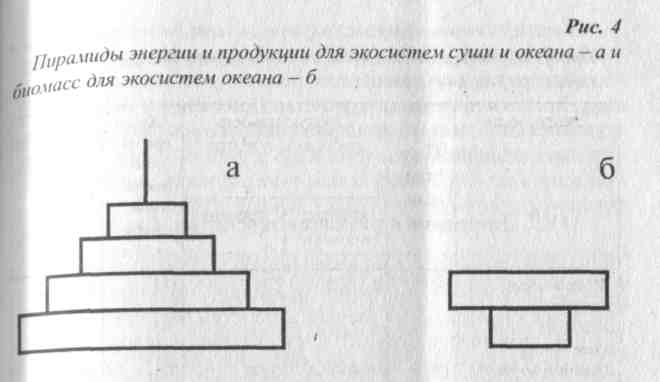 Рис. 4
Пирамиды энергии и продукции для экосистем суши и океана – а и
биомасс для экосистем океана – б
а
б